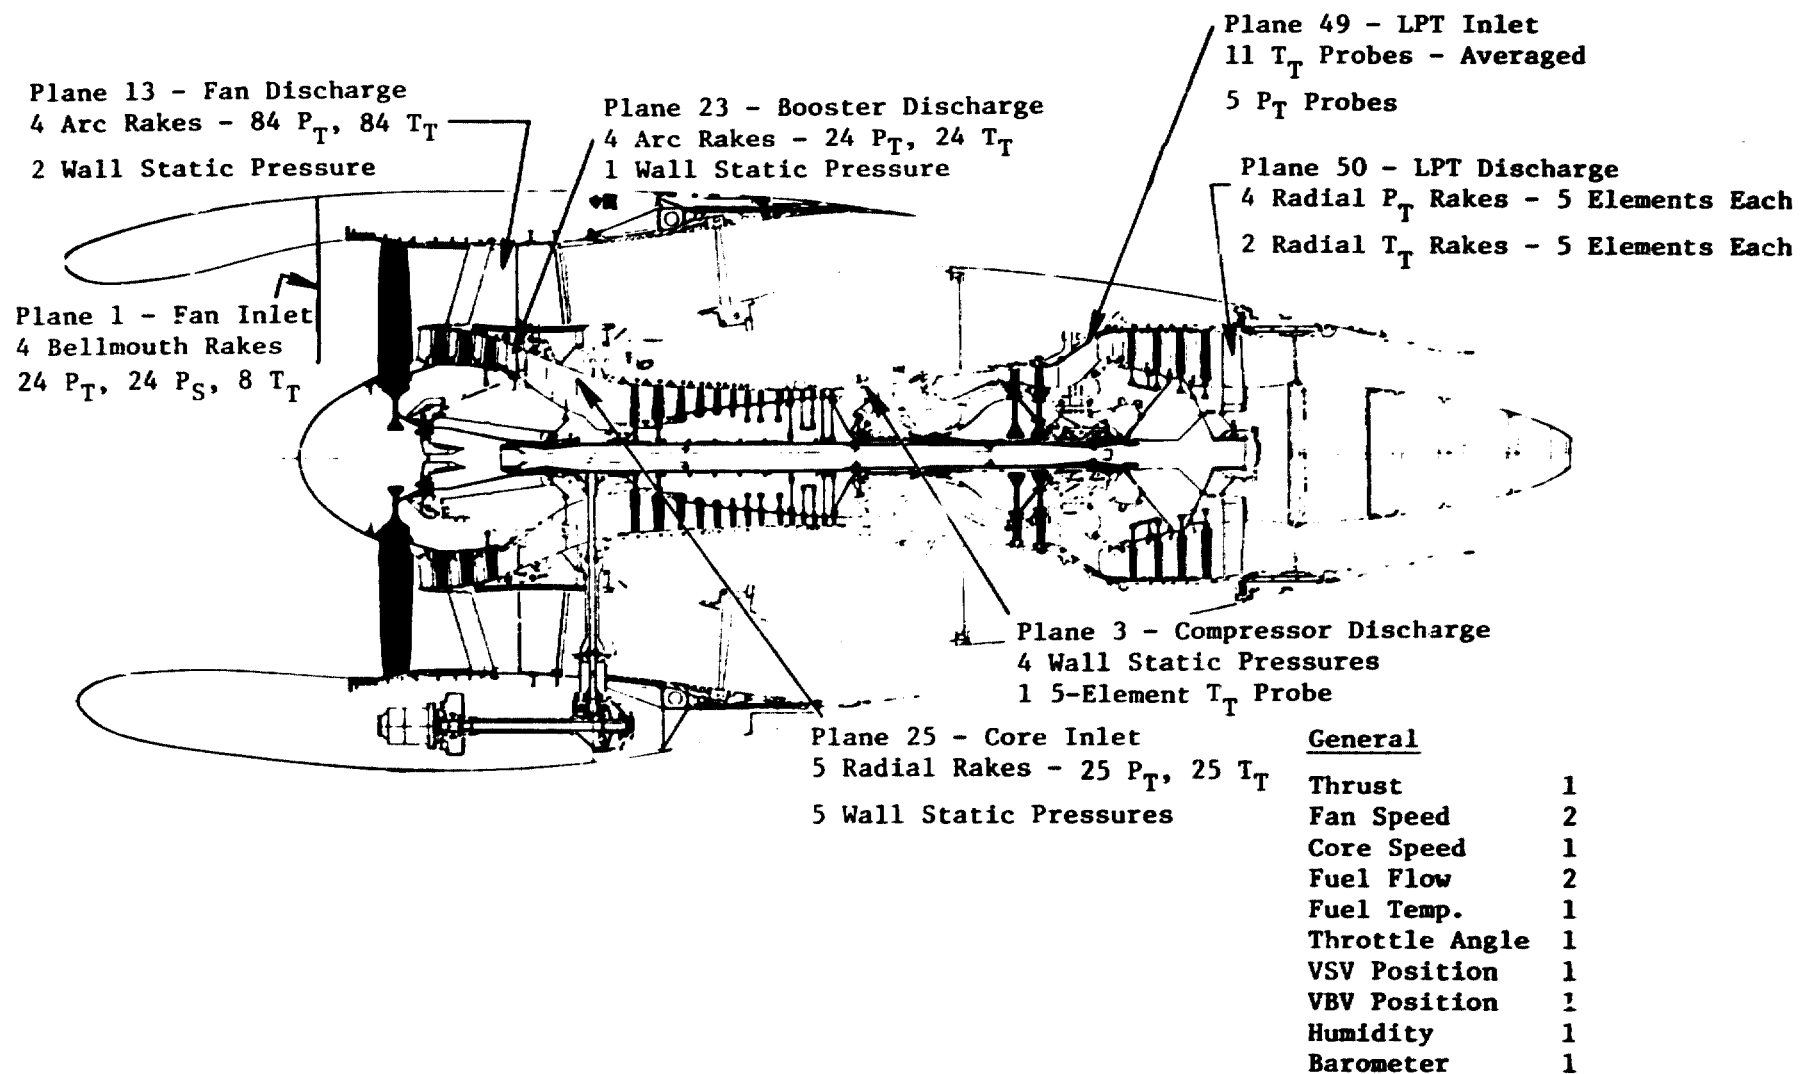 Plane 49 - LPT Inlet
11 T_T Probes - Averaged
5 P_T Probes
Plane 13 - Fan Discharge
4 Arc Rakes - 84 P_T, 84 T_T
2 Wall Static Pressure
Plane 23 - Booster Discharge
4 Arc Rakes - 24 P_T, 24 T_T
1 Wall Static Pressure
Plane 50 - LPT Discharge
4 Radial P_T Rakes - 5 Elements Each
2 Radial T_T Rakes - 5 Elements Each
Plane 1 - Fan Inlet
4 Bellmouth Rakes
24 P_T, 24 P_S, 8 T_T
Plane 3 - Compressor Discharge
4 Wall Static Pressures
1 5-Element T_T Probe
Plane 25 - Core Inlet
5 Radial Rakes - 25 P_T, 25 T_T
5 Wall Static Pressures
General
Thrust 1
Fan Speed 2
Core Speed 1
Fuel Flow 2
Fuel Temp. 1
Throttle Angle 1
VSV Position 1
VBV Position 1
Humidity 1
Barometer 1